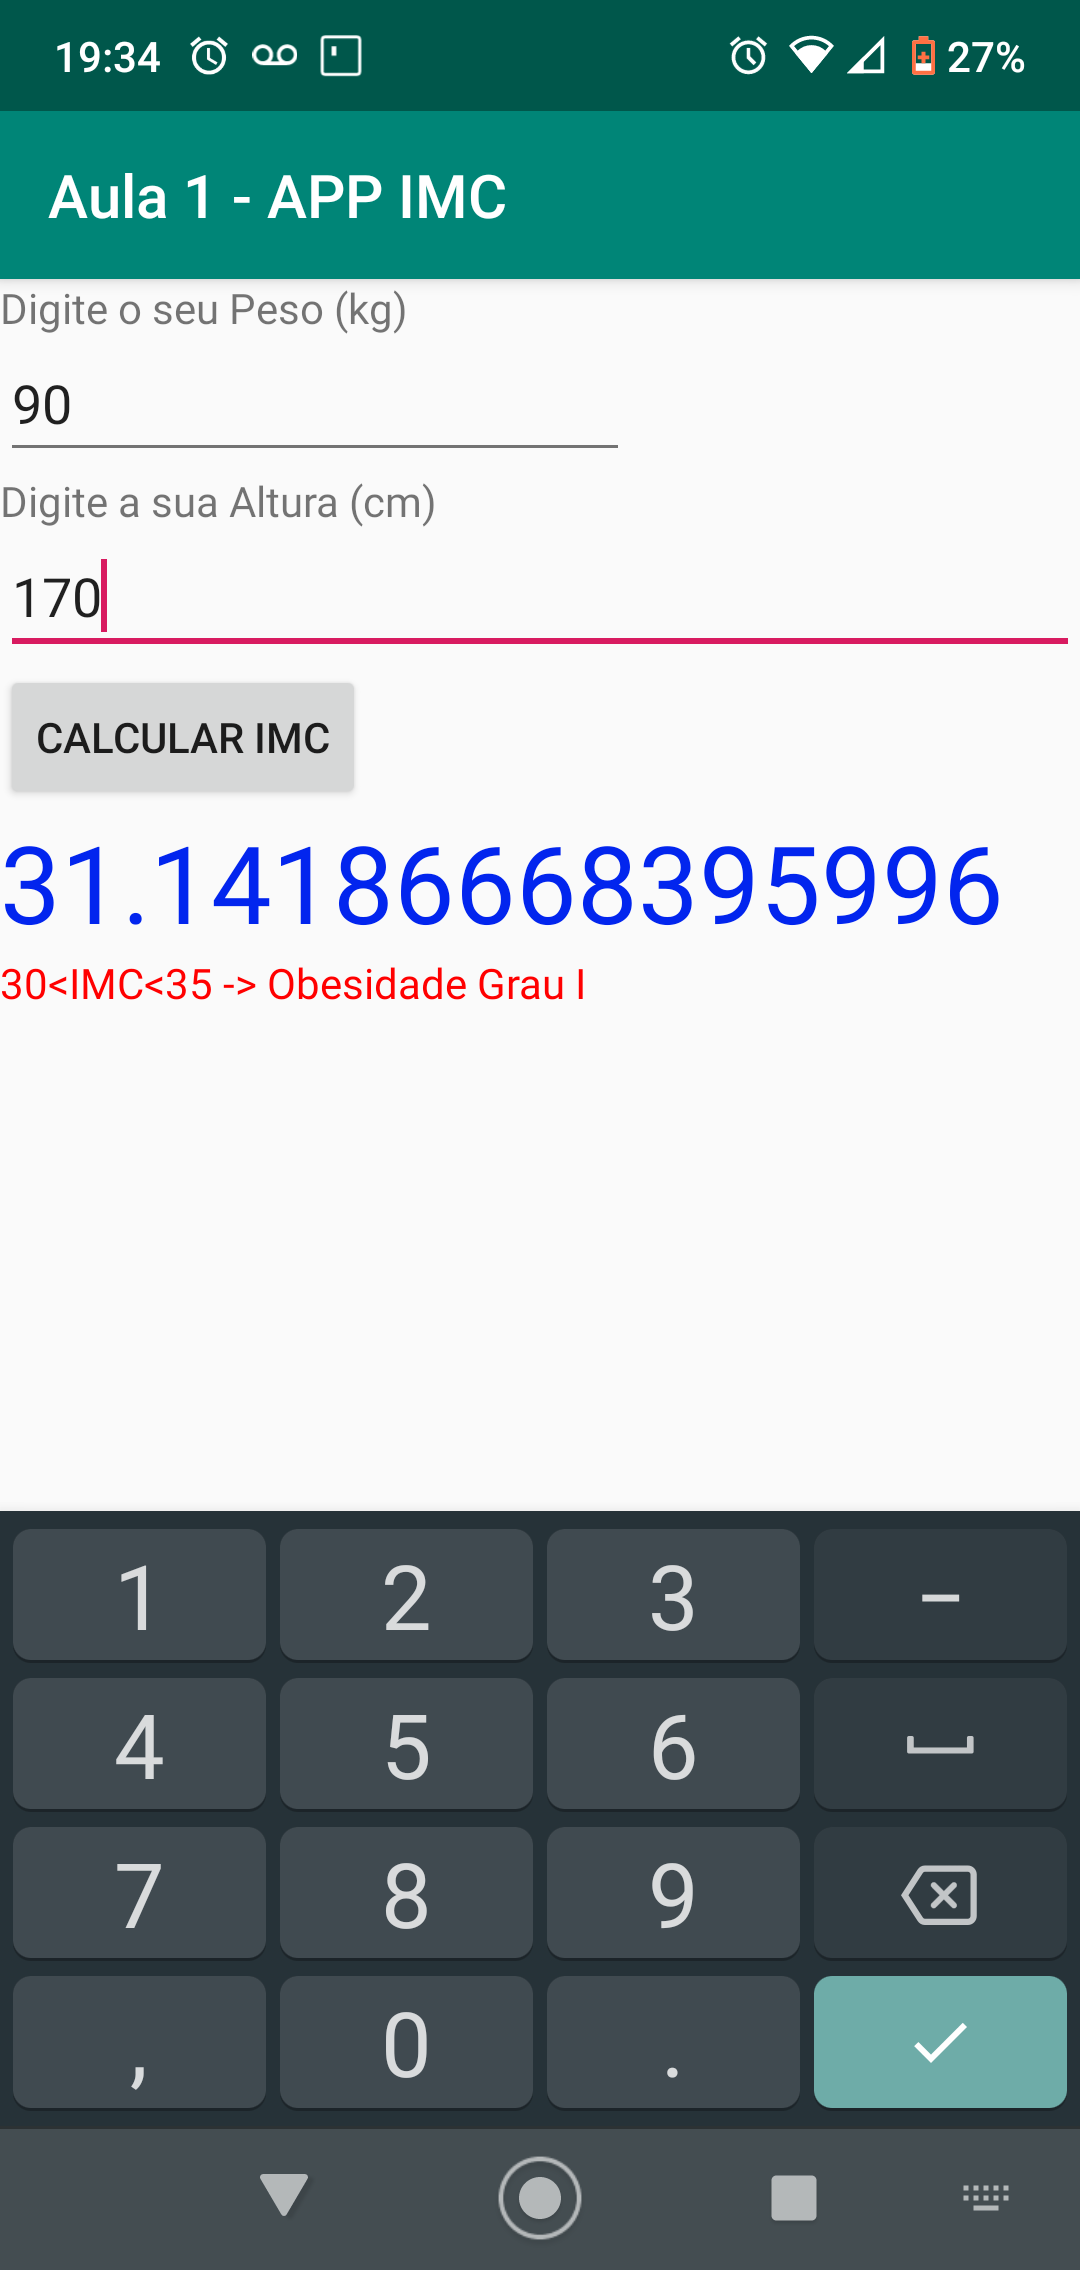 19:34 27%
Aula 1 - APP IMC
Digite o seu Peso (kg)
90
Digite a sua Altura (cm)
170
CALCULAR IMC
31.14186668395996
30<IMC<35 -> Obesidade Grau I
1 2 3 –
4 5 6
7 8 9
, 0 .